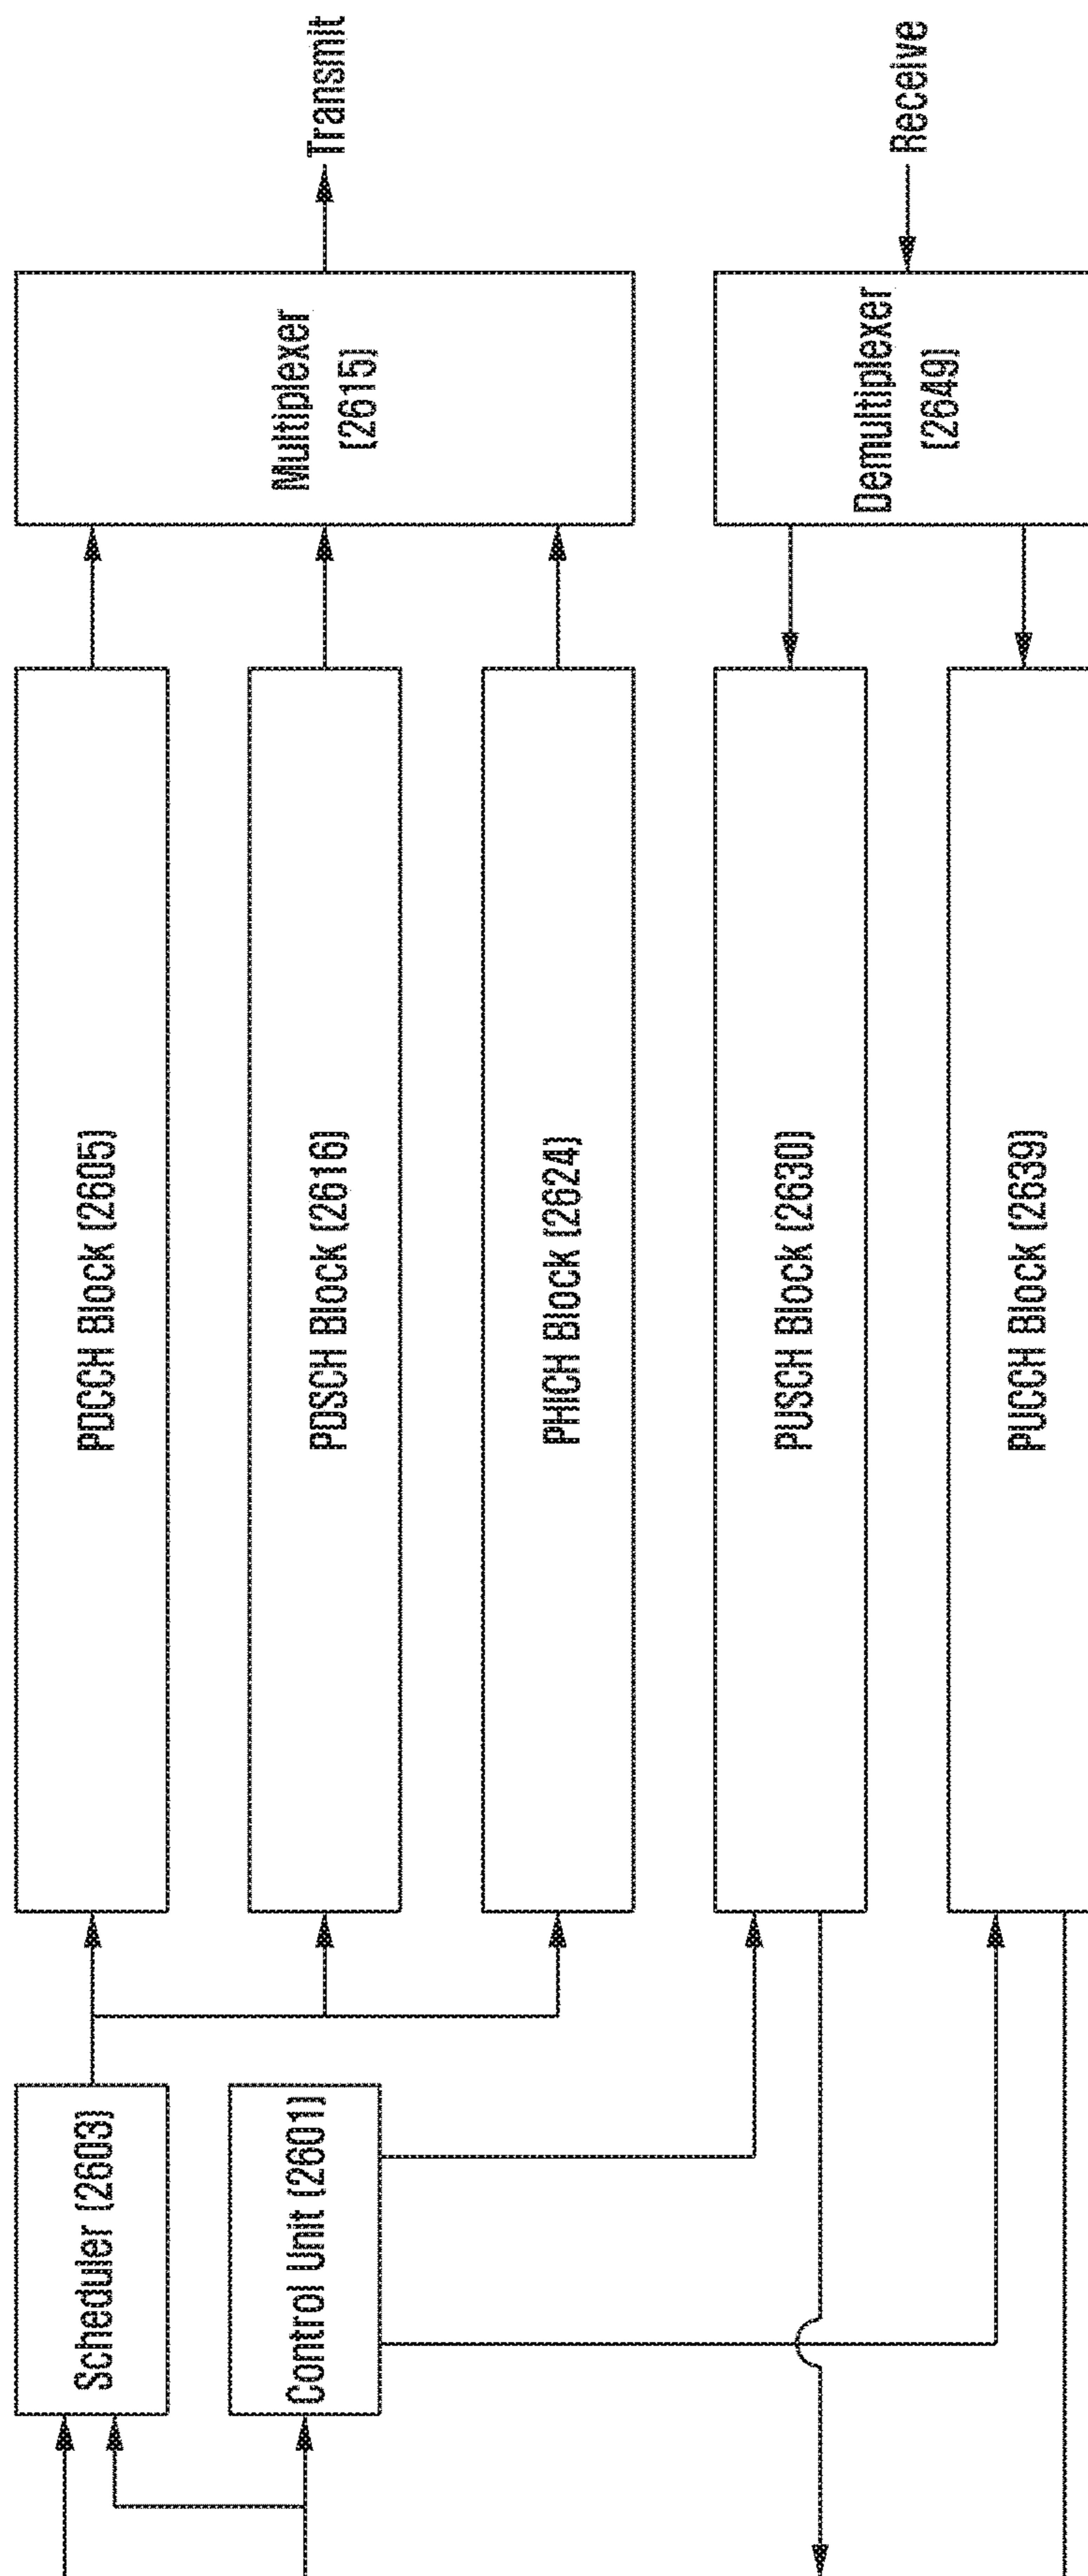 Scheduler (2603)
Control Unit (2601)
PDCCH Block (2605)
PDSCH Block (2616)
PHICH Block (2624)
PUSCH Block (2630)
PUCCH Block (2639)
Multiplexer
(2615)
Demultiplexer
(2649)
Transmit
Receive